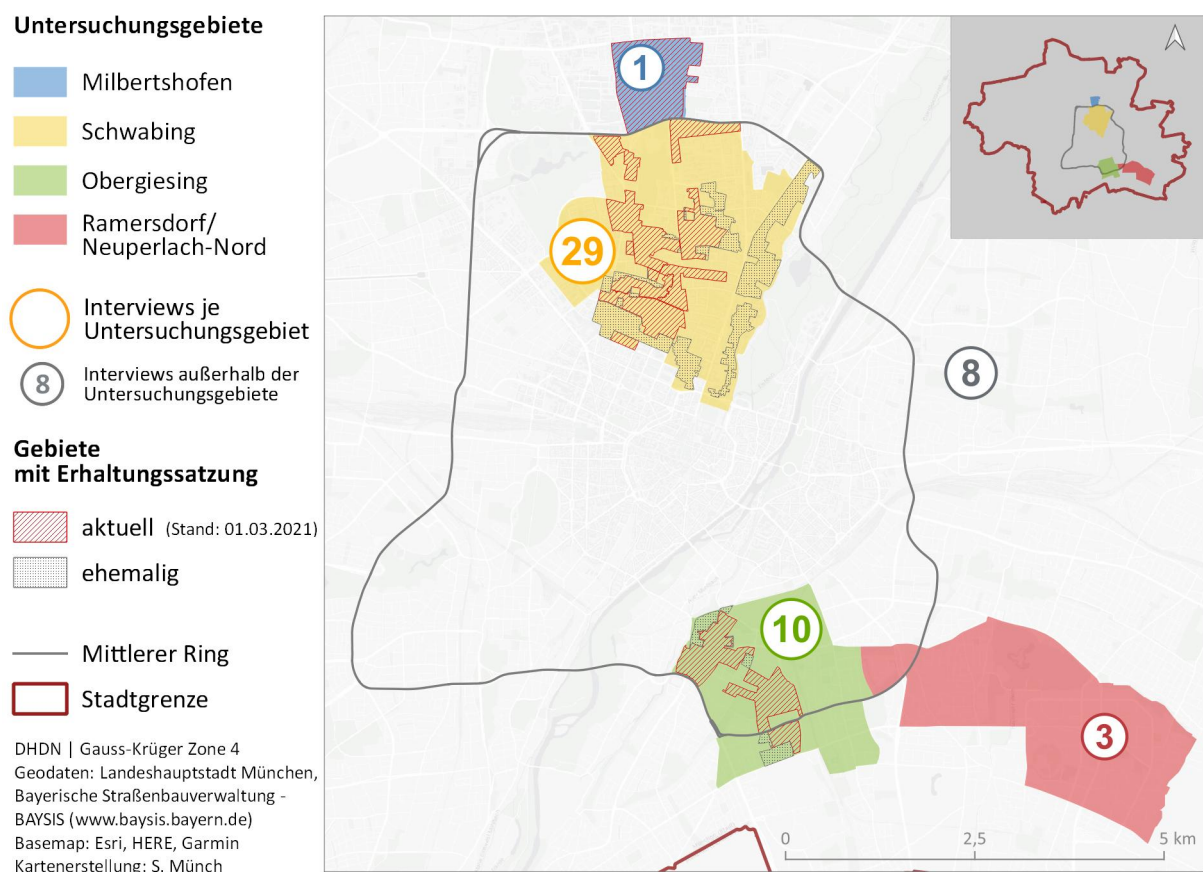 Untersuchungsgebiete
Milbertshofen
Schwabing
Obergiesing
Ramersdorf/
Neuperlach-Nord
Interviews je
Untersuchungsgebiet
8
Interviews außerhalb der
Untersuchungsgebiete
Gebiete
mit Erhaltungssatzung
aktuell (Stand: 01.03.2021)
ehemalig
Mittlerer Ring
Stadtgrenze
DHDN | Gauss-Krüger Zone 4
Geodaten: Landeshauptstadt München,
Bayerische Straßenbauverwaltung -
BAYSIS (www.baysis.bayern.de)
Basemap: Esri, HERE, Garmin
Kartenerstellung: S. Münch
1
29
8
10
3
0 2,5 5 km